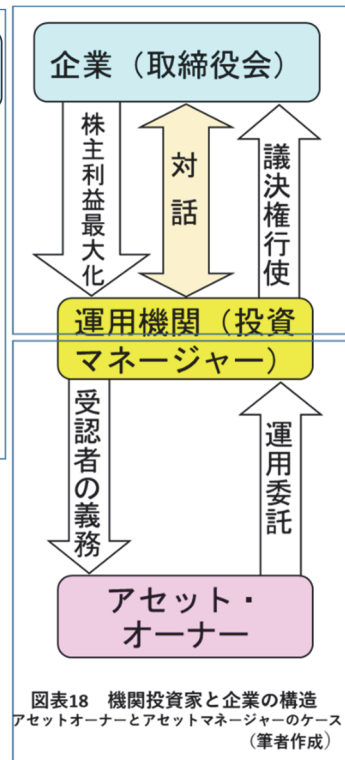 企業（取締役会）
株主利益最大化
対話
議決権行使
運用機関（投資
マネージャー）
受認者の義務
運用委託
アセット・
オーナー
図表18　機関投資家と企業の構造
アセットオーナーとアセットマネージャーのケース
（筆者作成）